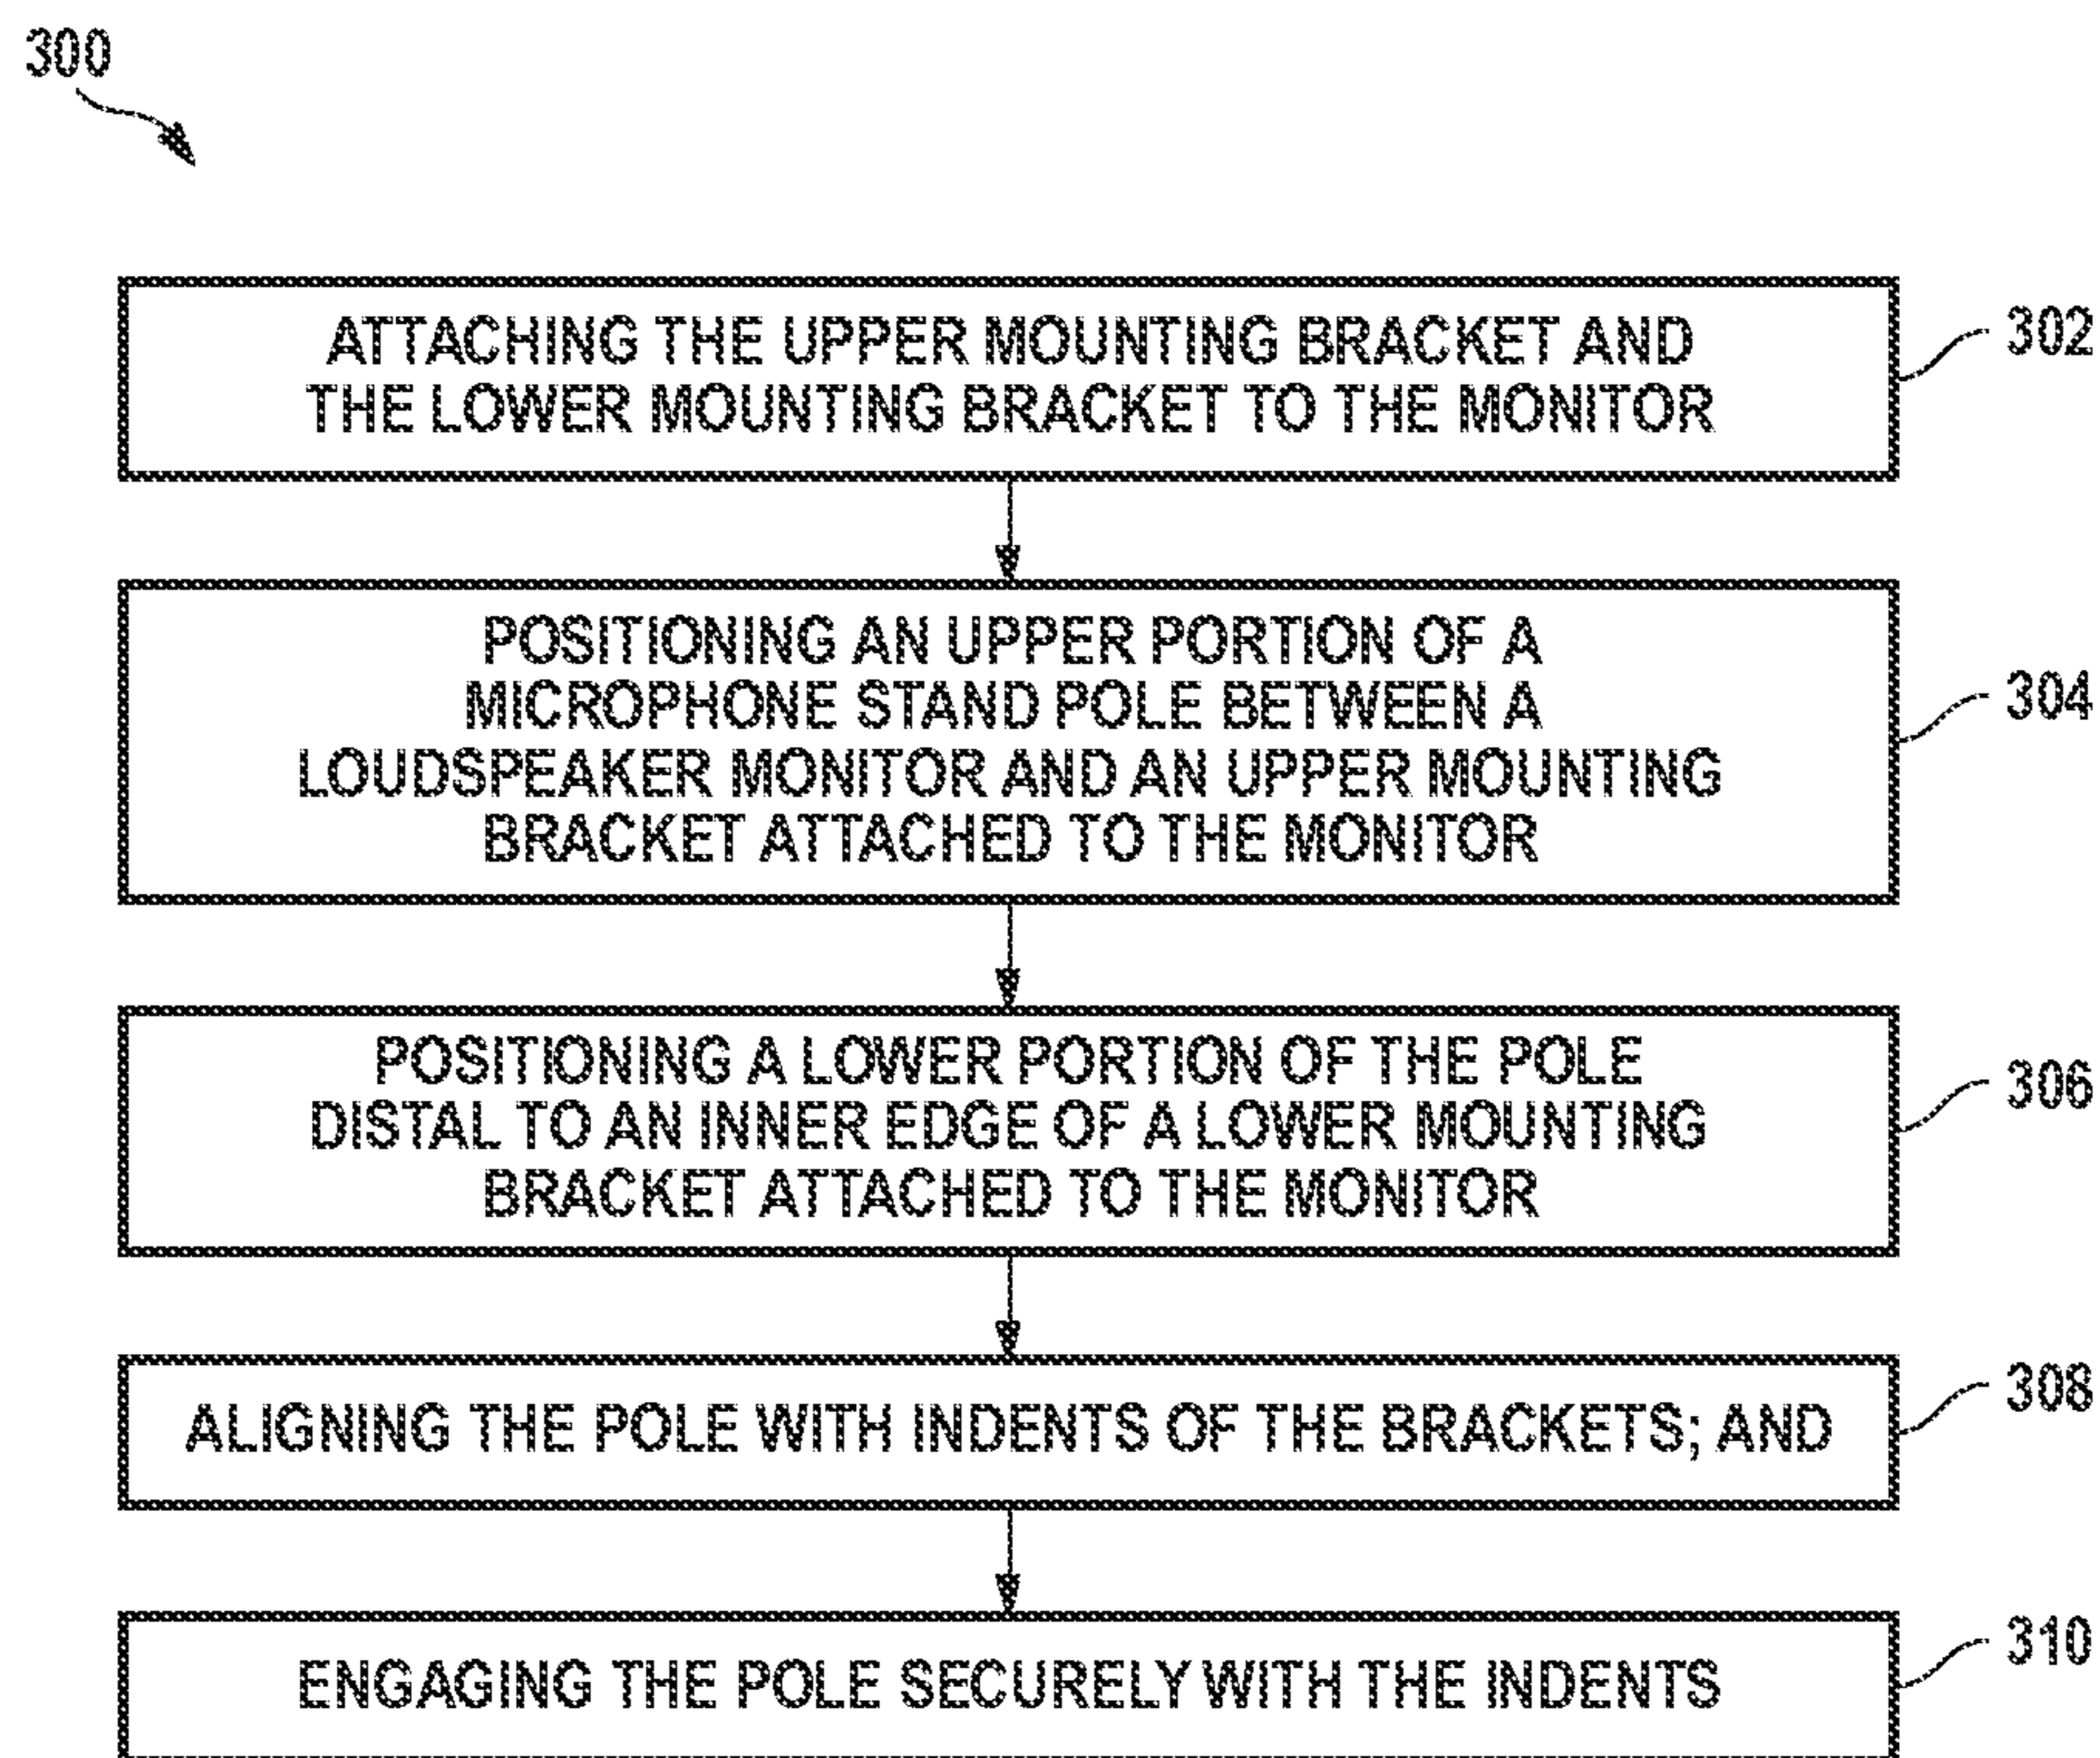 300
ATTACHING THE UPPER MOUNTING BRACKET AND
THE LOWER MOUNTING BRACKET TO THE MONITOR
302
POSITIONING AN UPPER PORTION OF A
MICROPHONE STAND POLE BETWEEN A
LOUDSPEAKER MONITOR AND AN UPPER MOUNTING
BRACKET ATTACHED TO THE MONITOR
304
POSITIONING A LOWER PORTION OF THE POLE
DISTAL TO AN INNER EDGE OF A LOWER MOUNTING
BRACKET ATTACHED TO THE MONITOR
306
ALIGNING THE POLE WITH INDENTS OF THE BRACKETS; AND
308
ENGAGING THE POLE SECURELY WITH THE INDENTS
310